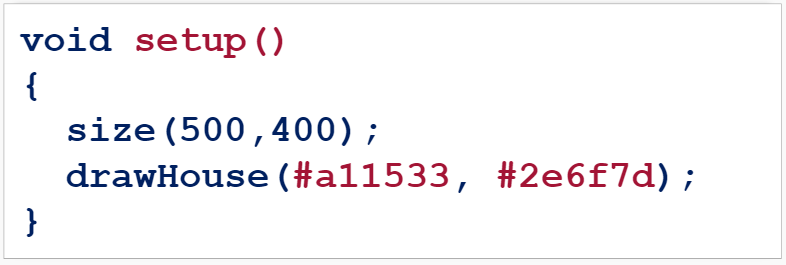 void setup()
{
  size(500,400);
  drawHouse(#a11533, #2e6f7d);
}